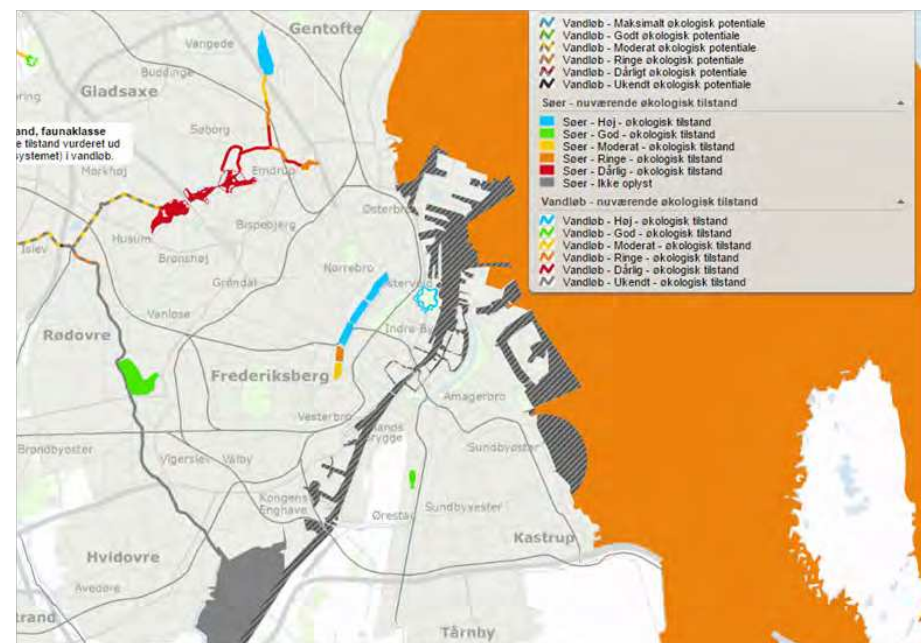 Vandløb - Maksimalt økologisk potentiale
Vandløb - Godt økologisk potentiale
Vandløb - Moderat økologisk potentiale
Vandløb - Ringe økologisk potentiale
Vandløb - Dårligt økologisk potentiale
Vandløb - Ukendt økologisk potentiale
Søer - nuværende økologisk tilstand
Søer - Høj - økologisk tilstand
Søer - God - økologisk tilstand
Søer - Moderat - økologisk tilstand
Søer - Ringe - økologisk tilstand
Søer - Dårlig - økologisk tilstand
Søer - Ikke oplyst
Vandløb - nuværende økologisk tilstand
Vandløb - Høj - økologisk tilstand
Vandløb - God - økologisk tilstand
Vandløb - Moderat - økologisk tilstand
Vandløb - Ringe - økologisk tilstand
Vandløb - Dårlig - økologisk tilstand
Vandløb - Ukendt - økologisk tilstand
Gentofte
Vangede
Buddinge
Gladsaxe
and, faunaklasse
e tilstand vurderet ud
systemet) i vandløb.
Søborg
Mørkhøj
Emdrup
Østerbro
Bispebjerg
Husum
Islev
Brønshøj
Nørrebro
Grøndal
Vanløse
Indre By
Rødovre
Frederiksberg
Amagerbro
Vesterbro
Brygge
Sundbyøster
Brøndbyøster
Vigerslev
Valby
Kongens
Enghave
Ørestad
Sundbyvester
Kastrup
Hvidovre
Avedøre
trand
Tårnby